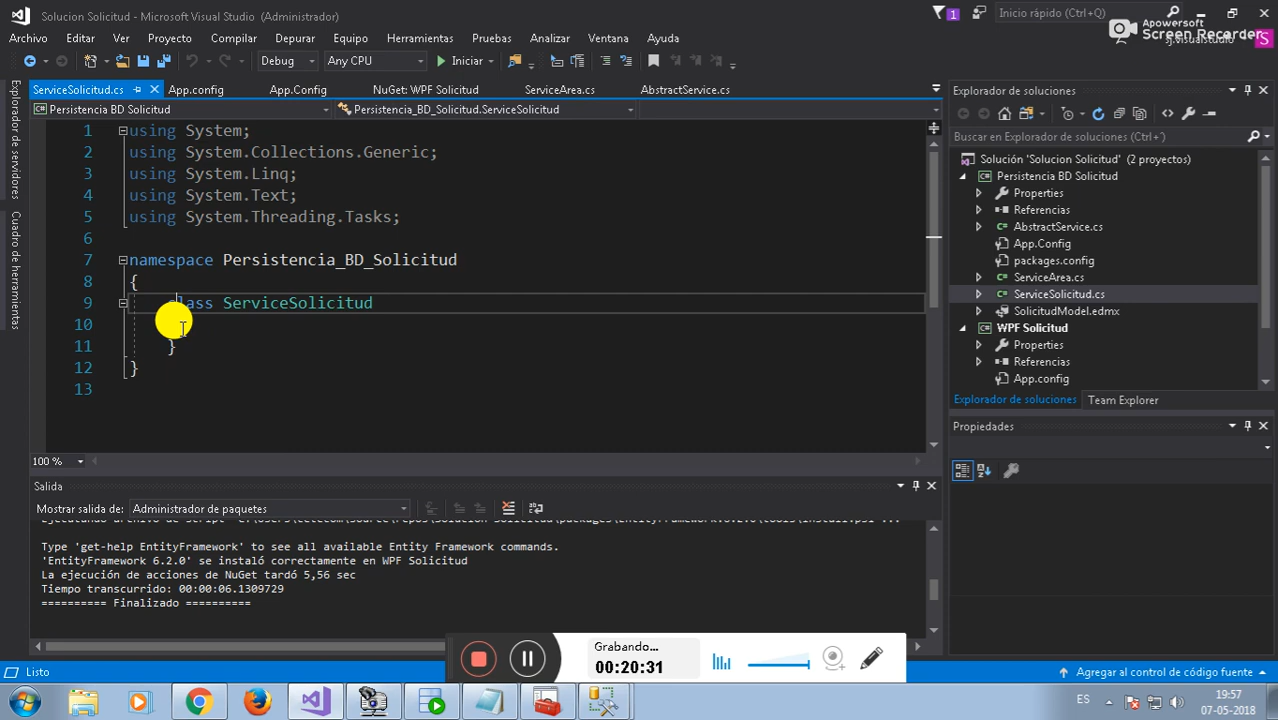 Solucion Solicitud - Microsoft Visual Studio (Administrador)
1
Inicio rápido (Ctrl+Q)
Apowersoft
Screen Recorder
Archivo Editar Ver Proyecto Compilar Depurar Equipo Herramientas Pruebas Analizar Ventana Ayuda
sj.visualstudio S
Debug Any CPU Iniciar
Explorador de servidores
Cuadro de herramientas
ServiceSolicitud.cs App.config App.Config NuGet: WPF Solicitud ServiceArea.cs AbstractService.cs
Persistencia BD Solicitud Persistencia_BD_Solicitud.ServiceSolicitud
1 using System;
2 using System.Collections.Generic;
3 using System.Linq;
4 using System.Text;
5 using System.Threading.Tasks;
6
7 namespace Persistencia_BD_Solicitud
8 {
9 class ServiceSolicitud
10
11 }
12 }
13
100 %
Salida
Mostrar salida de: Administrador de paquetes
Type 'get-help EntityFramework' to see all available Entity Framework commands.
'EntityFramework 6.2.0' se instaló correctamente en WPF Solicitud
La ejecución de acciones de NuGet tardó 5,56 sec
Tiempo transcurrido: 00:00:06.1309729
========== Finalizado ==========
Explorador de soluciones
Buscar en Explorador de soluciones (Ctrl+´)
Solución 'Solucion Solicitud' (2 proyectos)
Persistencia BD Solicitud
Properties
Referencias
AbstractService.cs
App.Config
packages.config
ServiceArea.cs
ServiceSolicitud.cs
SolicitudModel.edmx
WPF Solicitud
Properties
Referencias
App.config
Explorador de soluciones Team Explorer
Propiedades
Grabando...
00:20:31
Listo
Agregar al control de código fuente
ES
19:57
07-05-2018